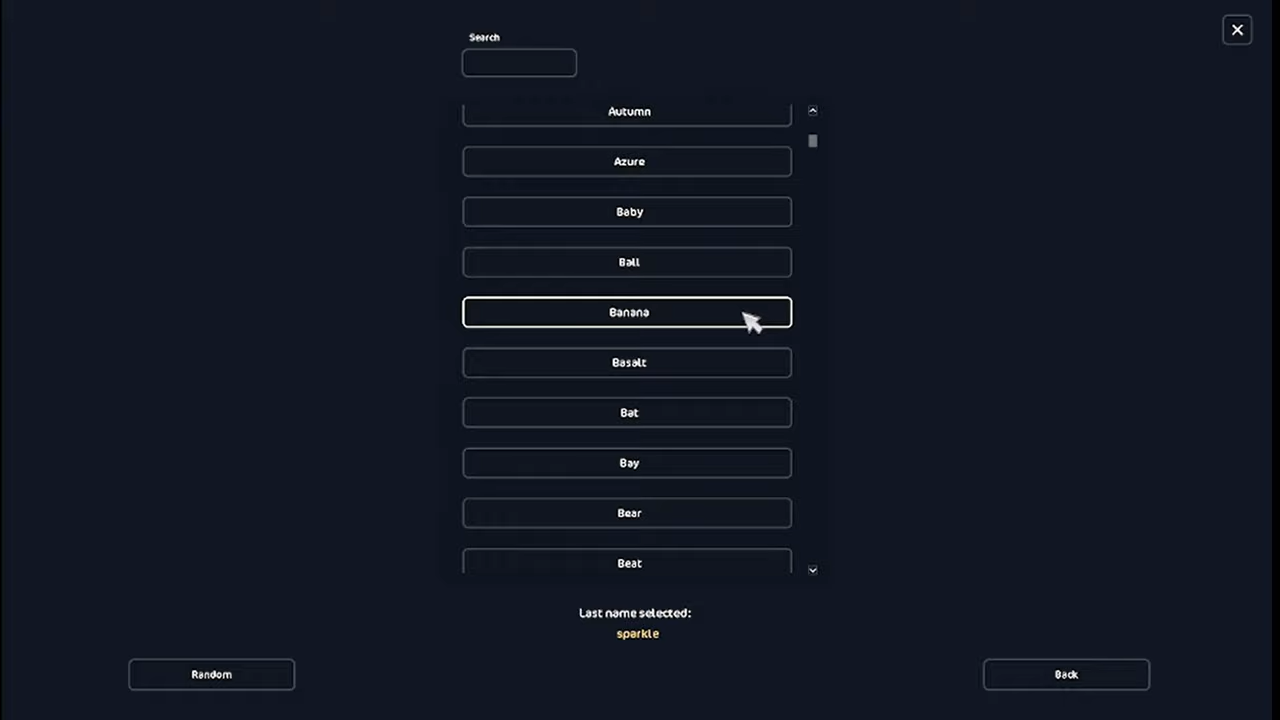 Search
Autumn
Azure
Baby
Ball
Banana
Basalt
Bat
Bay
Bear
Beat
Last name selected:
sparkle
Random
Back